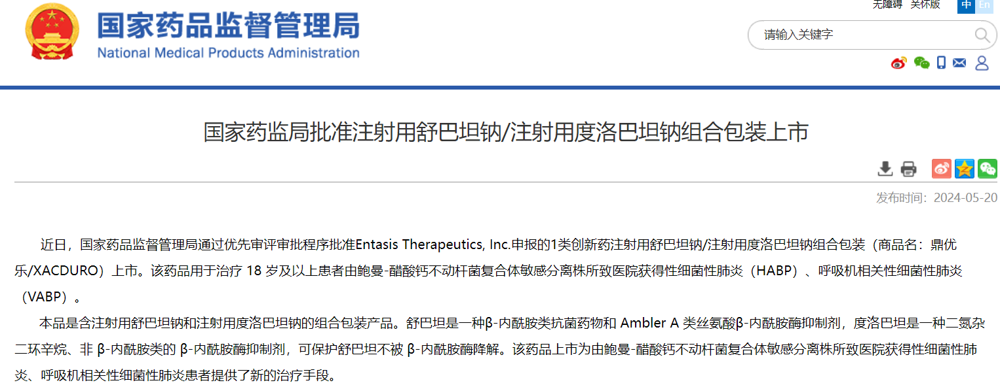 无障碍 关怀版 中 En
国家药品监督管理局
National Medical Products Administration
请输入关键字
国家药监局批准注射用舒巴坦钠/注射用度洛巴坦钠组合包装上市
发布时间：2024-05-20
近日，国家药品监督管理局通过优先审评审批程序批准Entasis Therapeutics, Inc.申报的1类创新药注射用舒巴坦钠/注射用度洛巴坦钠组合包装（商品名：鼎优
乐/XACDURO）上市。该药品用于治疗 18 岁及以上患者由鲍曼-醋酸钙不动杆菌复合体敏感分离株所致医院获得性细菌性肺炎（HABP）、呼吸机相关性细菌性肺炎
（VABP）。
本品是含注射用舒巴坦钠和注射用度洛巴坦钠的组合包装产品。舒巴坦是一种β-内酰胺类抗菌药物和 Ambler A 类丝氨酸β-内酰胺酶抑制剂，度洛巴坦是一种二氮杂
二环辛烷、非 β-内酰胺类的 β-内酰胺酶抑制剂，可保护舒巴坦不被 β-内酰胺酶降解。该药品上市为由鲍曼-醋酸钙不动杆菌复合体敏感分离株所致医院获得性细菌性肺
炎、呼吸机相关性细菌性肺炎患者提供了新的治疗手段。